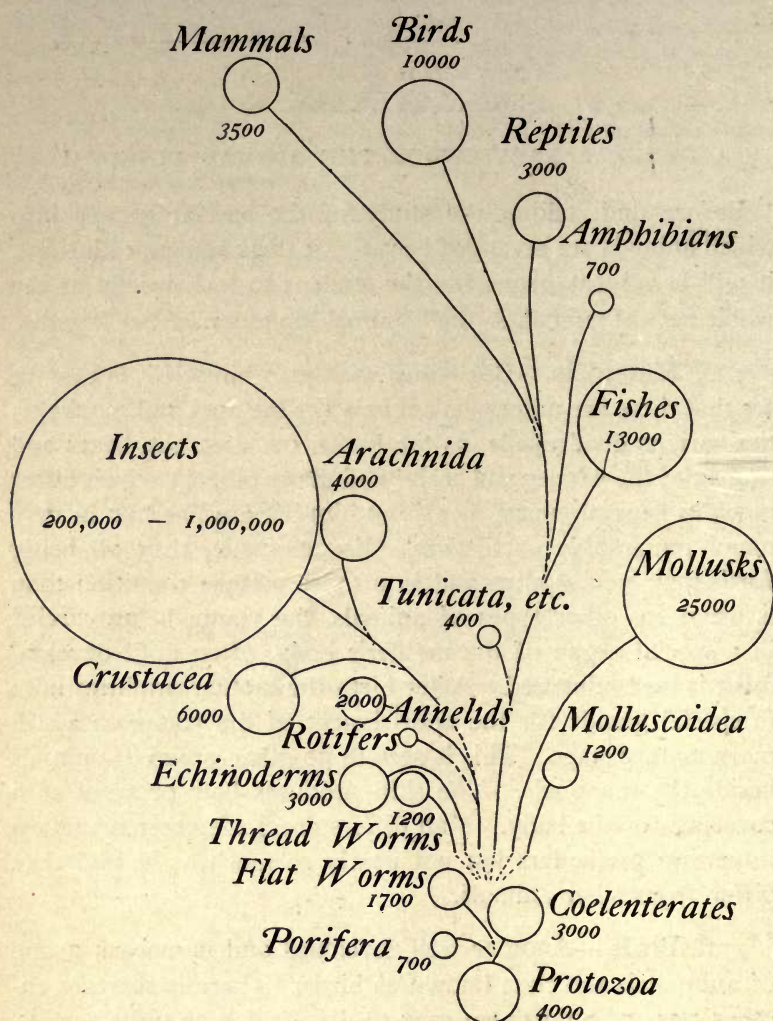 Mammals
3500
Birds
10000
Reptiles
3000
Amphibians
700
Fishes
13000
Insects
200,000 — 1,000,000
Arachnida
4000
Mollusks
25000
Tunicata, etc.
400
Crustacea
6000
2000 Annelids
Rotifers
Molluscoidea
1200
Echinoderms
3000
1200
Thread Worms
Flat Worms
1700
Coelenterates
3000
Porifera
700
Protozoa
4000